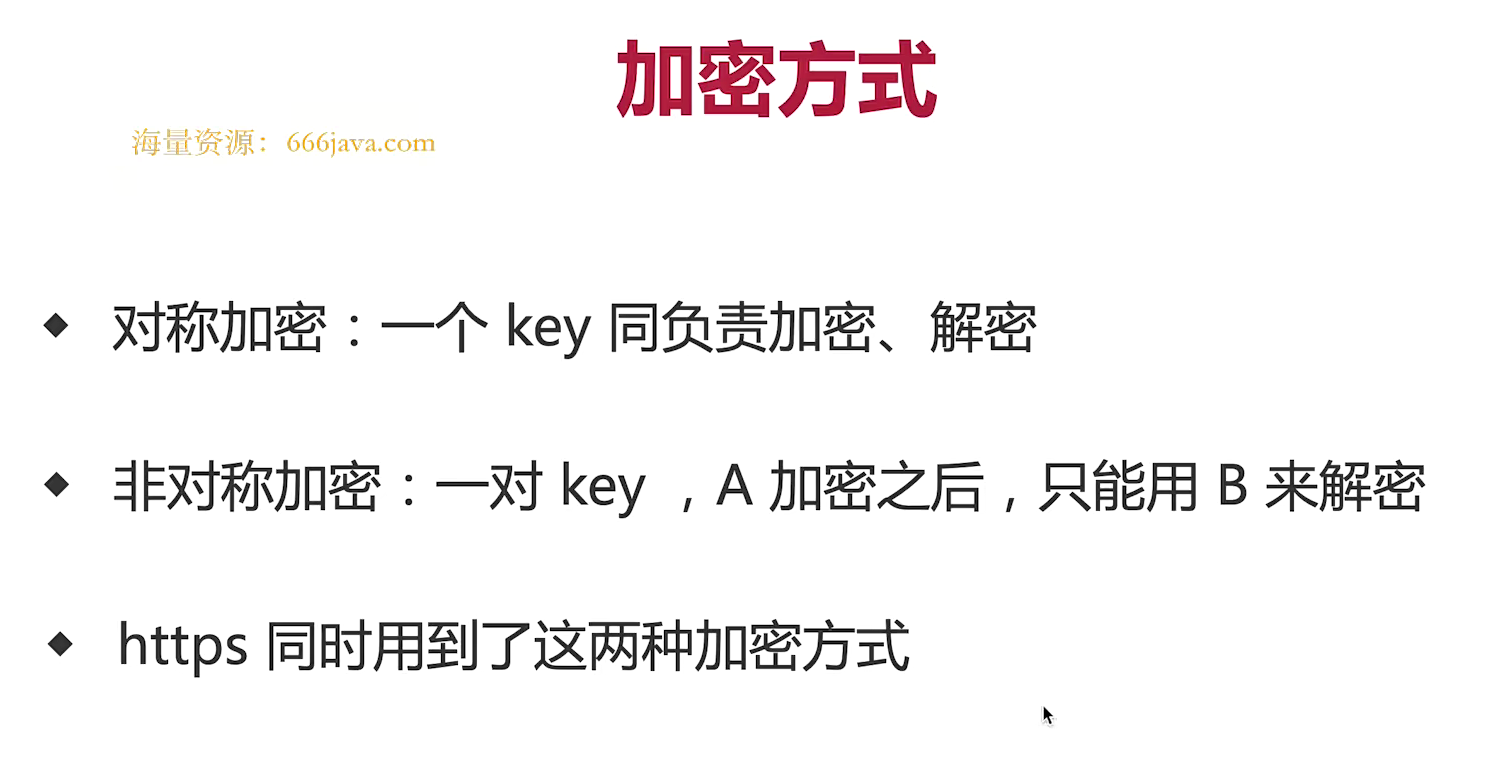 加密方式
海量资源：666java.com
◆ 对称加密：一个 key 同负责加密、解密
◆ 非对称加密：一对 key ，A 加密之后，只能用 B 来解密
◆ https 同时用到了这两种加密方式